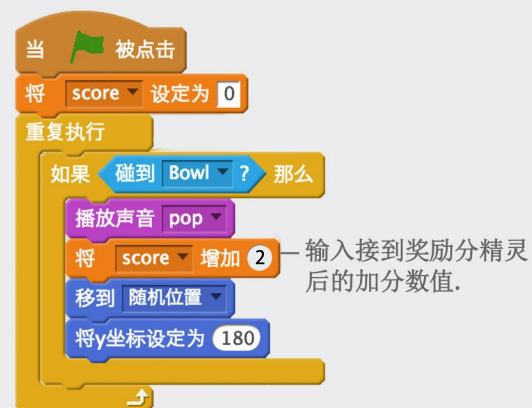 当 被点击
将 score 设定为 0
重复执行
如果 碰到 Bowl ? 那么
播放声音 pop
将 score 增加 2
输入接到奖励分精灵
后的加分数值.
移到 随机位置
将y坐标设定为 180